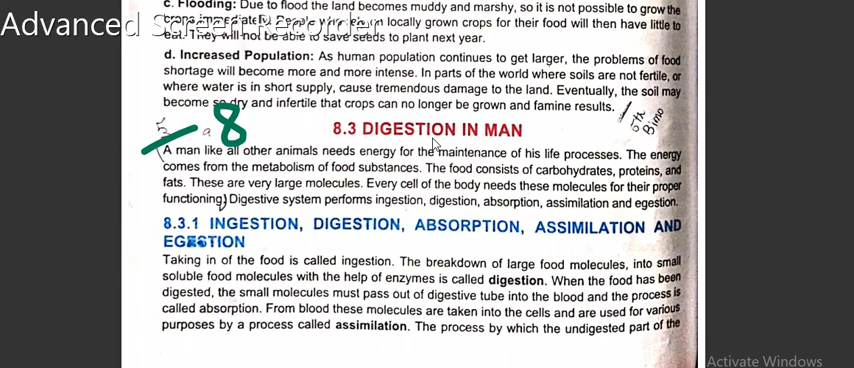 c. Flooding: Due to flood the land becomes muddy and marshy, so it is not possible to grow the
crops immediately. People who rely on locally grown crops for their food will then have little to
eat. They will not be able to save seeds to plant next year.
Advanced Screen Recorder
d. Increased Population: As human population continues to get larger, the problems of food
shortage will become more and more intense. In parts of the world where soils are not fertile, or
where water is in short supply, cause tremendous damage to the land. Eventually, the soil may
become so dry and infertile that crops can no longer be grown and famine results.
5th
Bimo
a 8
8.3 DIGESTION IN MAN
A man like all other animals needs energy for the maintenance of his life processes. The energy
comes from the metabolism of food substances. The food consists of carbohydrates, proteins, and
fats. These are very large molecules. Every cell of the body needs these molecules for their proper
functioning) Digestive system performs ingestion, digestion, absorption, assimilation and egestion.
8.3.1 INGESTION, DIGESTION, ABSORPTION, ASSIMILATION AND
EGESTION
Taking in of the food is called ingestion. The breakdown of large food molecules, into small
soluble food molecules with the help of enzymes is called digestion. When the food has been
digested, the small molecules must pass out of digestive tube into the blood and the process is
called absorption. From blood these molecules are taken into the cells and are used for various
purposes by a process called assimilation. The process by which the undigested part of the
Activate Windows